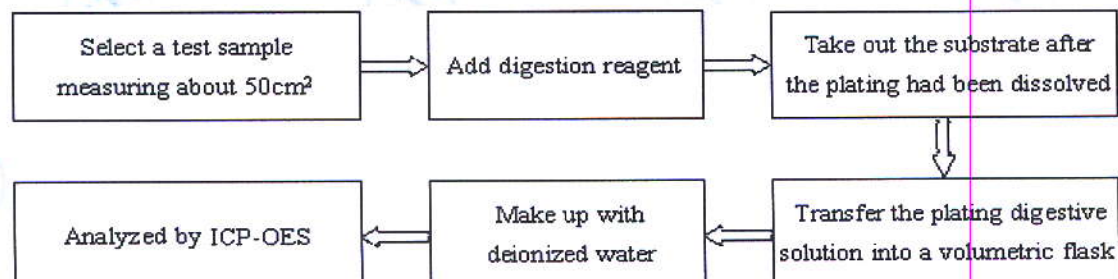 Select a test sample
measuring about 50cm²
Add digestion reagent
Take out the substrate after
the plating had been dissolved
Transfer the plating digestive
solution into a volumetric flask
Make up with
deionized water
Analyzed by ICP-OES